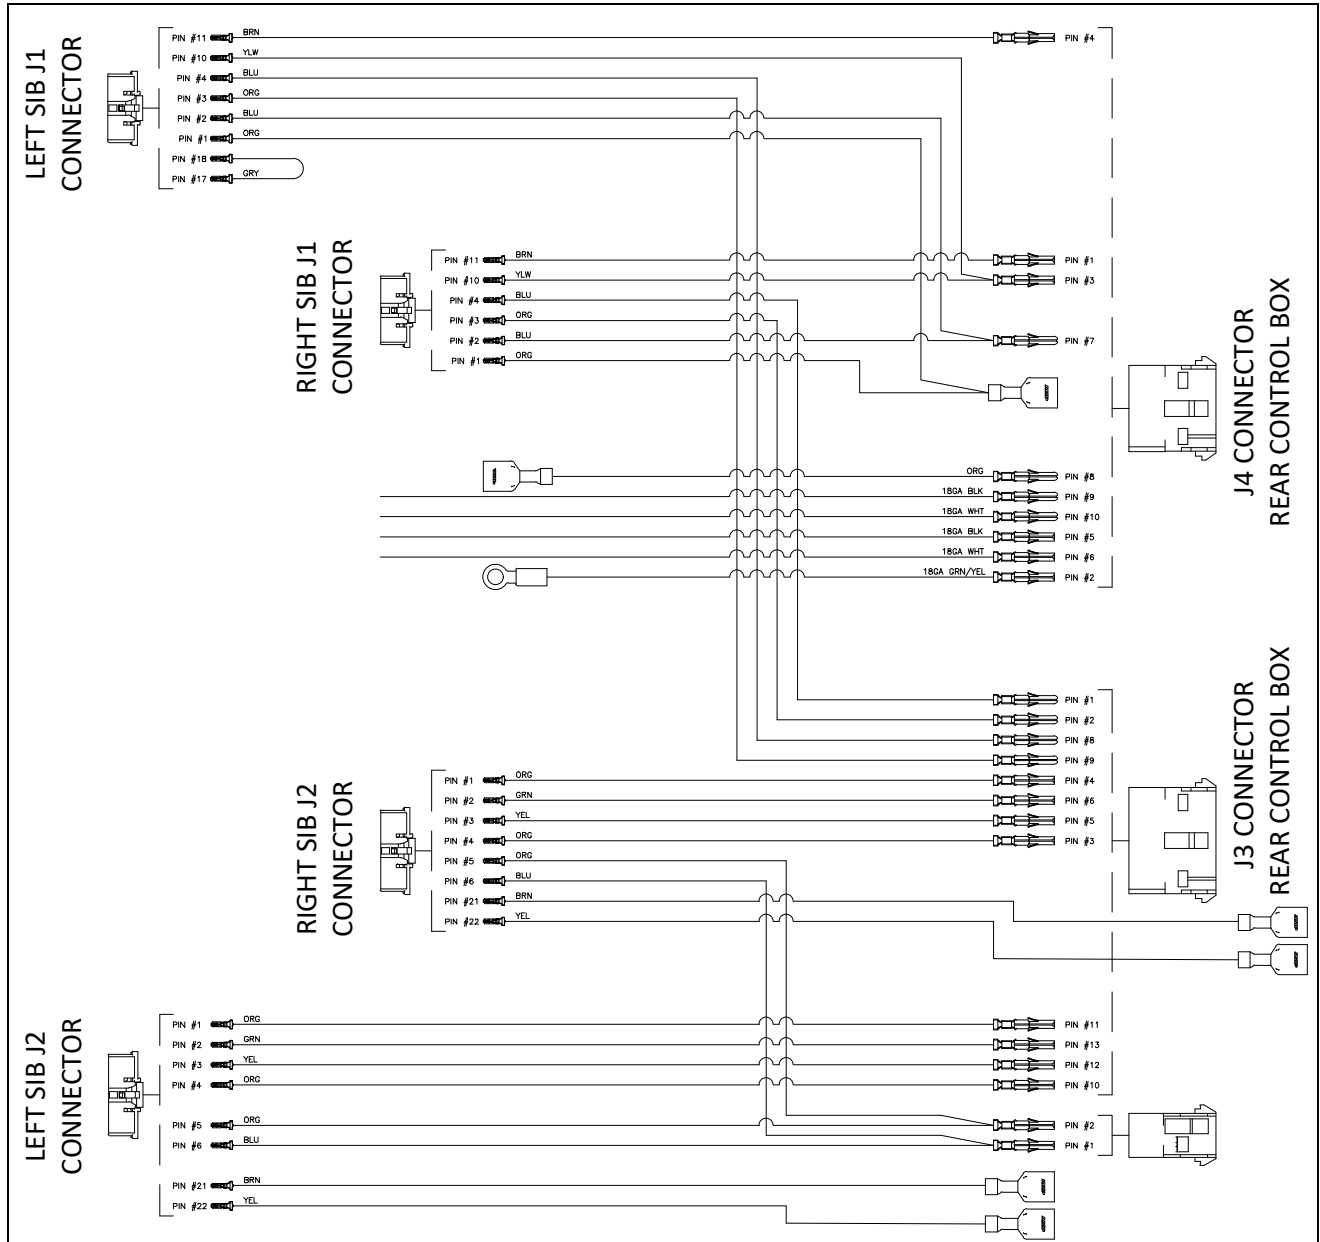 LEFT SIB J1
CONNECTOR
PIN #11 BRN PIN #4
PIN #10 YLW
PIN #4 BLU
PIN #3 ORG
PIN #2 BLU
PIN #1 ORG
PIN #18
PIN #17 GRY
RIGHT SIB J1
CONNECTOR
PIN #11 BRN PIN #1
PIN #10 YLW PIN #3
PIN #4 BLU
PIN #3 ORG
PIN #2 BLU PIN #7
PIN #1 ORG
J4 CONNECTOR
REAR CONTROL BOX
ORG PIN #8
18GA BLK PIN #9
18GA WHT PIN #10
18GA BLK PIN #5
18GA WHT PIN #6
18GA GRN/YEL PIN #2
J3 CONNECTOR
REAR CONTROL BOX
PIN #1
PIN #2
PIN #8
PIN #9
RIGHT SIB J2
CONNECTOR
PIN #1 ORG PIN #4
PIN #2 GRN PIN #6
PIN #3 YEL PIN #5
PIN #4 ORG PIN #3
PIN #5 ORG
PIN #6 BLU
PIN #21 BRN
PIN #22 YEL
LEFT SIB J2
CONNECTOR
PIN #1 ORG PIN #11
PIN #2 GRN PIN #13
PIN #3 YEL PIN #12
PIN #4 ORG PIN #10
PIN #5 ORG PIN #2
PIN #6 BLU PIN #1
PIN #21 BRN
PIN #22 YEL